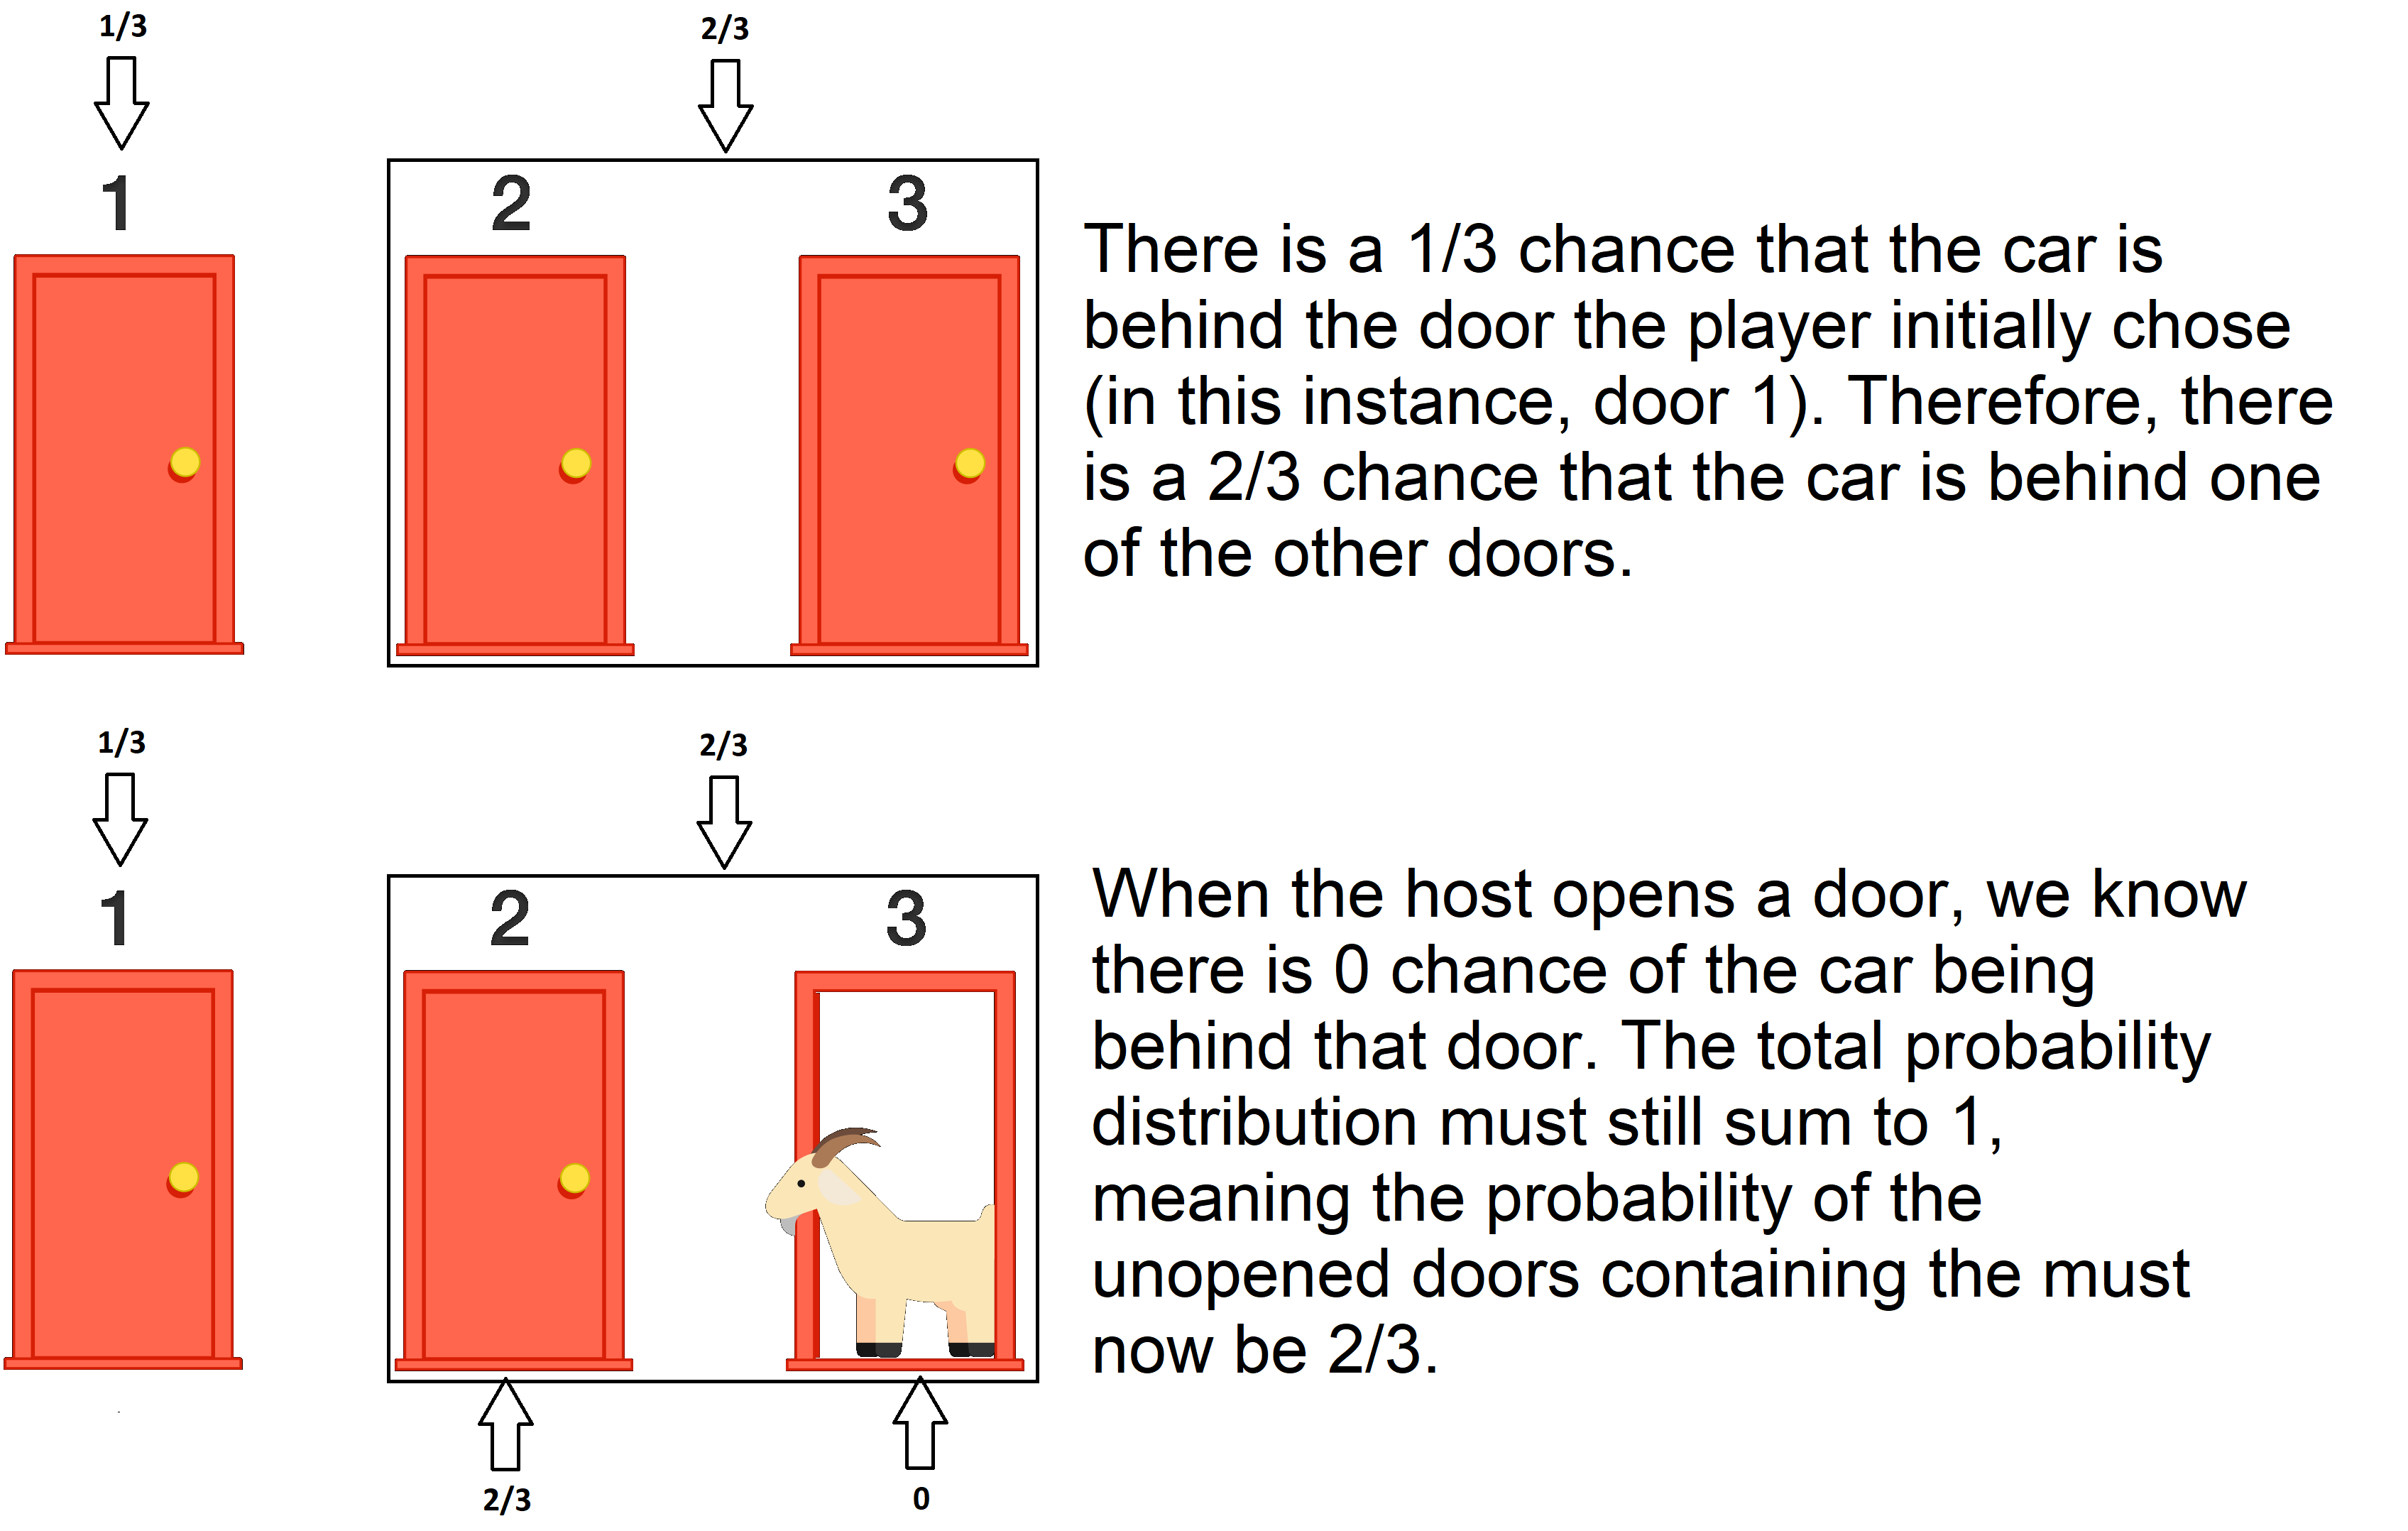 1/3
2/3
1
2
3
There is a 1/3 chance that the car is
behind the door the player initially chose
(in this instance, door 1). Therefore, there
is a 2/3 chance that the car is behind one
of the other doors.
1/3
2/3
1
2
3
When the host opens a door, we know
there is 0 chance of the car being
behind that door. The total probability
distribution must still sum to 1,
meaning the probability of the
unopened doors containing the must
now be 2/3.
2/3
0